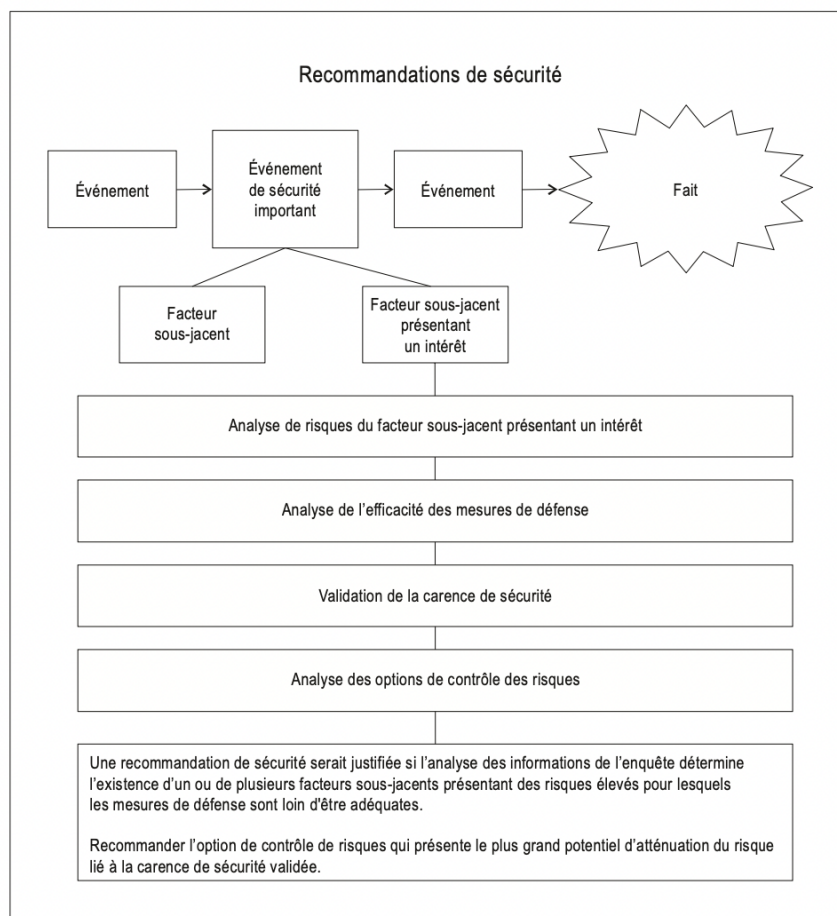 Recommandations de sécurité
Événement
Événement
de sécurité
important
Événement
Fait
Facteur
sous-jacent
Facteur sous-jacent
présentant
un intérêt
Analyse de risques du facteur sous-jacent présentant un intérêt
Analyse de l’efficacité des mesures de défense
Validation de la carence de sécurité
Analyse des options de contrôle des risques
Une recommandation de sécurité serait justifiée si l’analyse des informations de l’enquête détermine
l’existence d’un ou de plusieurs facteurs sous-jacents présentant des risques élevés pour lesquels
les mesures de défense sont loin d'être adéquates.
Recommander l’option de contrôle de risques qui présente le plus grand potentiel d’atténuation du risque
lié à la carence de sécurité validée.